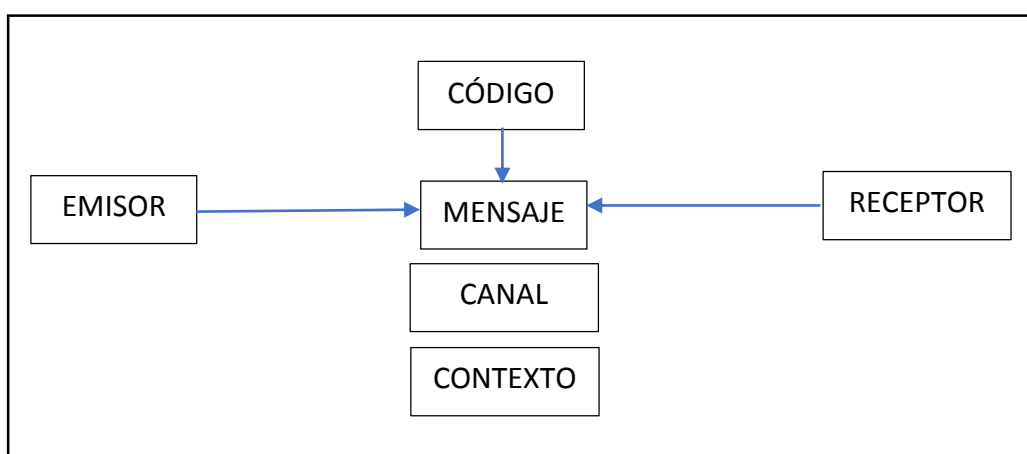 CÓDIGO
EMISOR
MENSAJE
RECEPTOR
CANAL
CONTEXTO